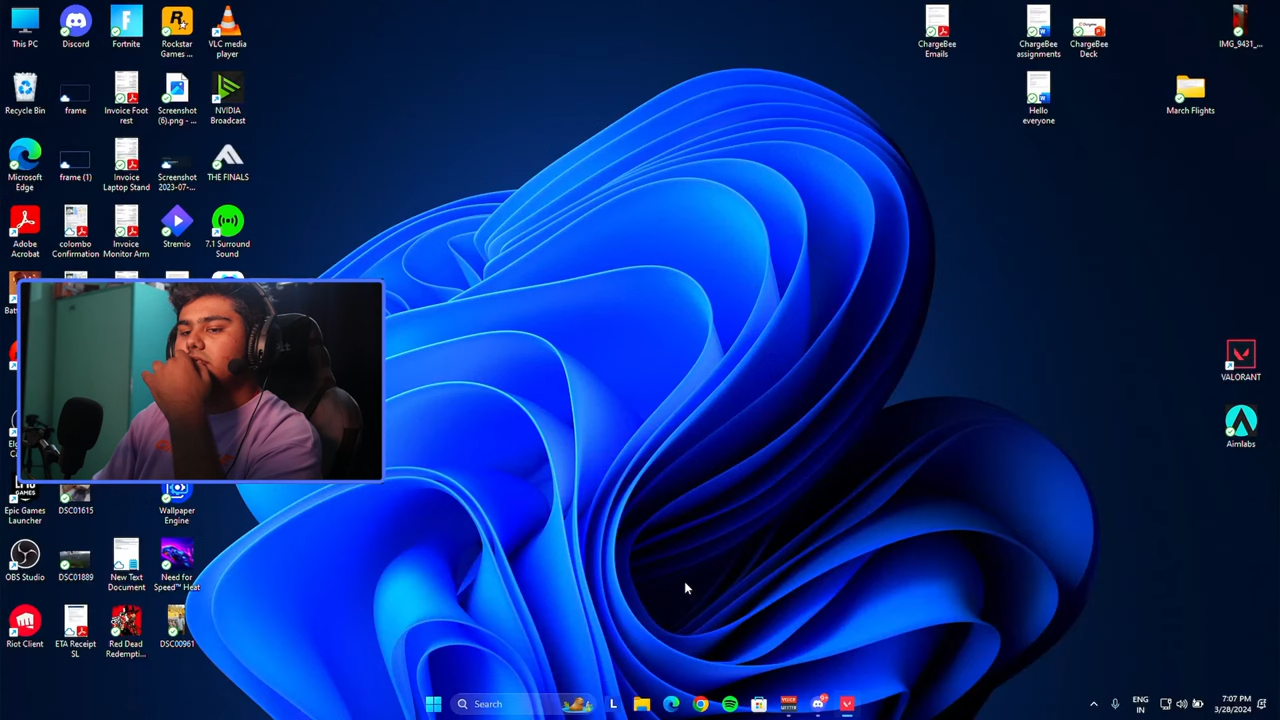 This PC
Discord
Fortnite
Rockstar
Games ...
VLC media
player
ChargeBee
Emails
ChargeBee
assignments
ChargeBee
Deck
IMG_9431_...
Recycle Bin
frame
Invoice Foot
rest
Screenshot
(6).png - ...
NVIDIA
Broadcast
Hello
everyone
March Flights
Microsoft
Edge
frame (1)
Invoice
Laptop Stand
Screenshot
2023-07-...
THE FINALS
Adobe
Acrobat
colombo
Confirmation
Invoice
Monitor Arm
Stremio
7.1 Surround
Sound
VALORANT
Aimlabs
Epic Games
Launcher
DSC01615
Wallpaper
Engine
OBS Studio
DSC01889
New Text
Document
Need for
Speed™ Heat
Riot Client
ETA Receipt
SL
Red Dead
Redempti...
DSC00961
Search
L
VOICE
ENG
IN
7:07 PM
3/28/2024